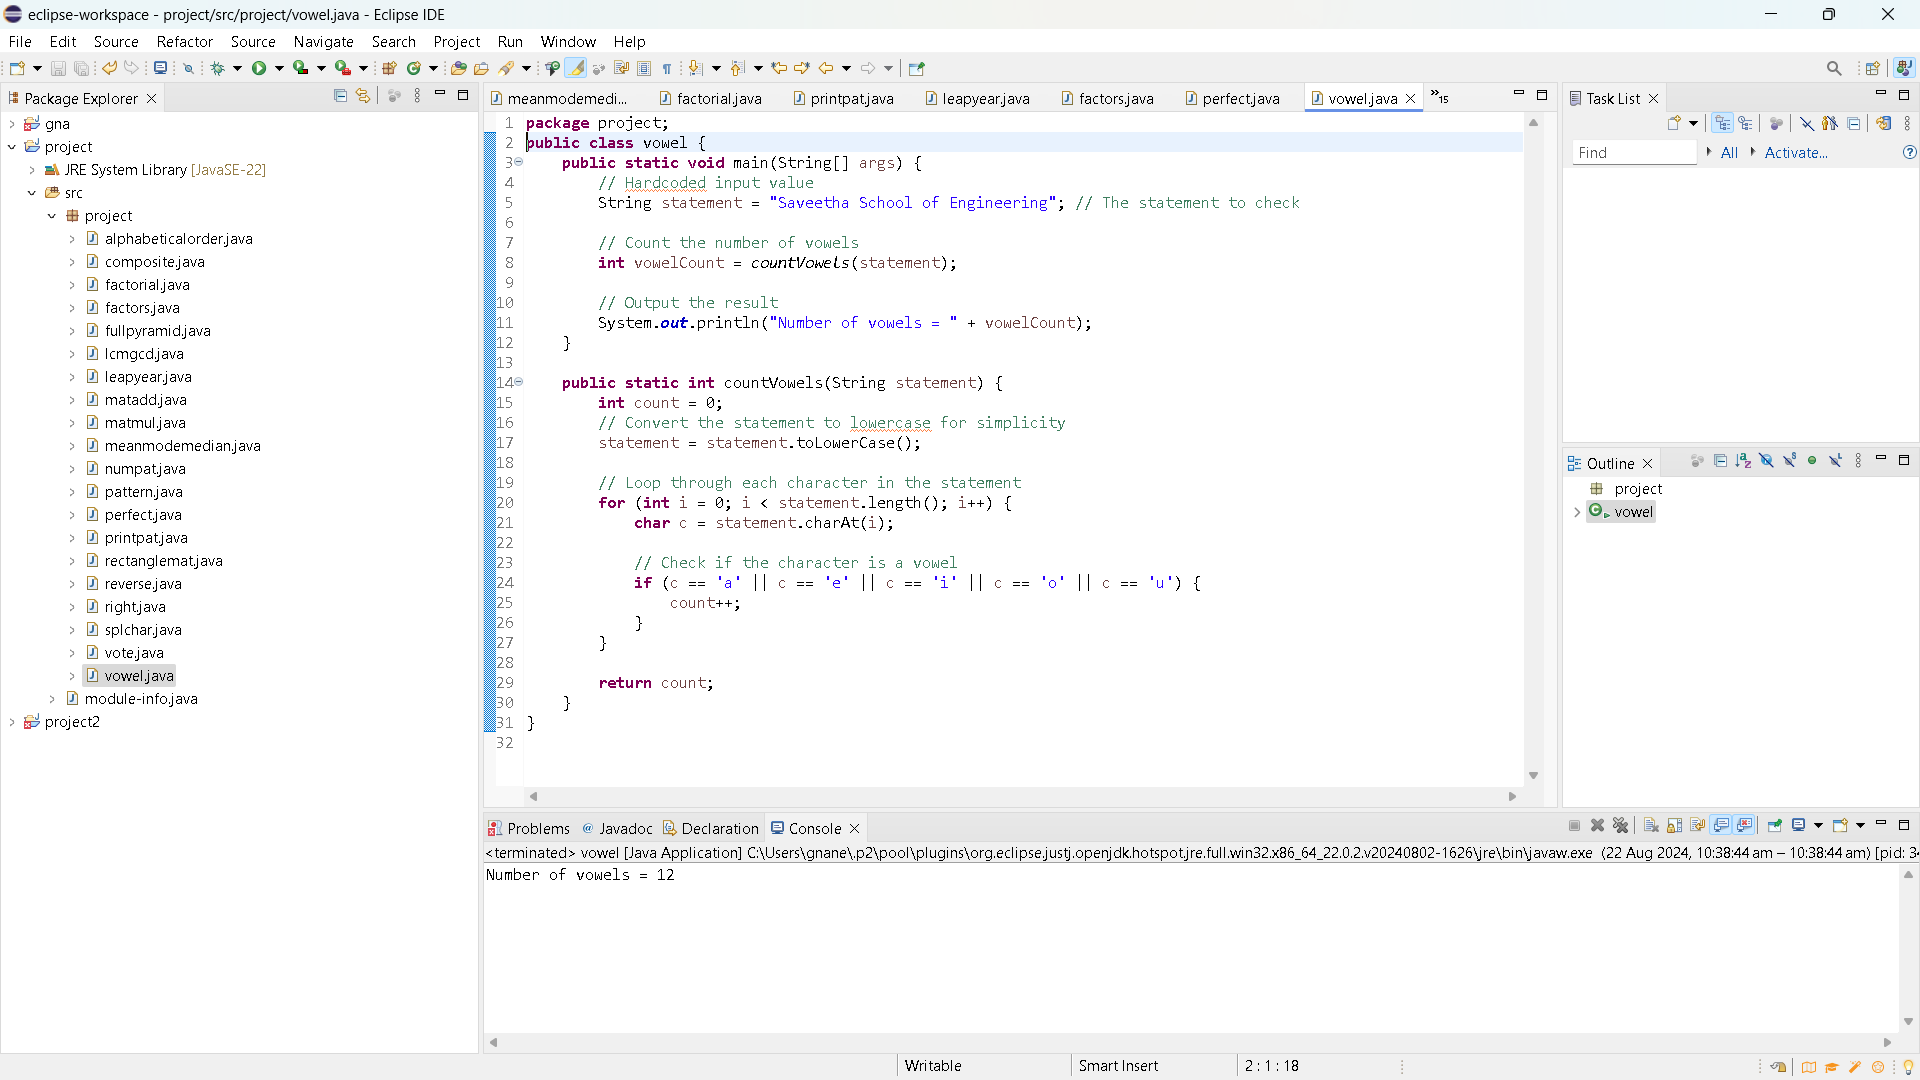 eclipse-workspace - project/src/project/vowel.java - Eclipse IDE
File Edit Source Refactor Source Navigate Search Project Run Window Help
Package Explorer
gna
project
JRE System Library [JavaSE-22]
src
project
alphabeticalorder.java
composite.java
factorial.java
factors.java
fullpyramid.java
lcmgcd.java
leapyear.java
matadd.java
matmul.java
meanmodemedian.java
numpat.java
pattern.java
perfect.java
printpat.java
rectanglemat.java
reverse.java
right.java
splchar.java
vote.java
vowel.java
module-info.java
project2
meanmodemedi... factorial.java printpat.java leapyear.java factors.java perfect.java vowel.java »15
1 package project;
2 public class vowel {
3 public static void main(String[] args) {
4 // Hardcoded input value
5 String statement = "Saveetha School of Engineering"; // The statement to check
6
7 // Count the number of vowels
8 int vowelCount = countVowels(statement);
9
10 // Output the result
11 System.out.println("Number of vowels = " + vowelCount);
12 }
13
14 public static int countVowels(String statement) {
15 int count = 0;
16 // Convert the statement to lowercase for simplicity
17 statement = statement.toLowerCase();
18
19 // Loop through each character in the statement
20 for (int i = 0; i < statement.length(); i++) {
21 char c = statement.charAt(i);
22
23 // Check if the character is a vowel
24 if (c == 'a' || c == 'e' || c == 'i' || c == 'o' || c == 'u') {
25 count++;
26 }
27 }
28
29 return count;
30 }
31 }
32
Task List
Find All Activate...
Outline
project
vowel
Problems @ Javadoc Declaration Console
<terminated> vowel [Java Application] C:\Users\gnane\.p2\pool\plugins\org.eclipse.justj.openjdk.hotspot.jre.full.win32.x86_64_22.0.2.v20240802-1626\jre\bin\javaw.exe (22 Aug 2024, 10:38:44 am – 10:38:44 am) [pid: 34
Number of vowels = 12
Writable Smart Insert 2 : 1 : 18